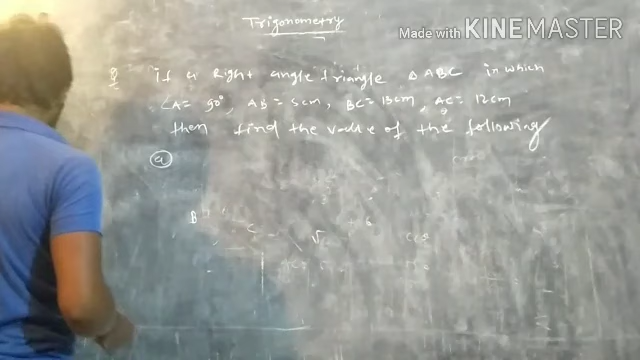 Trigonometry
Made with KINEMASTER
Q If a Right angle triangle Δ ABC in which
∠A = 90°, AB = 5cm, BC = 13cm, AC = 12cm
then find the value of the following
(a)
B